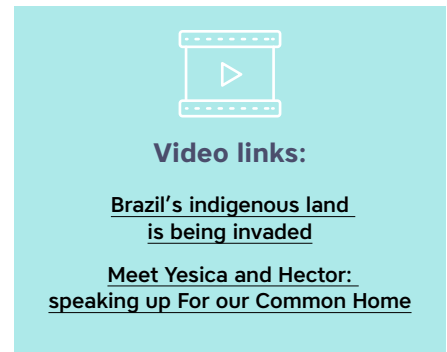 Video links:
Brazil's indigenous land
is being invaded
Meet Yesica and Hector:
speaking up For our Common Home